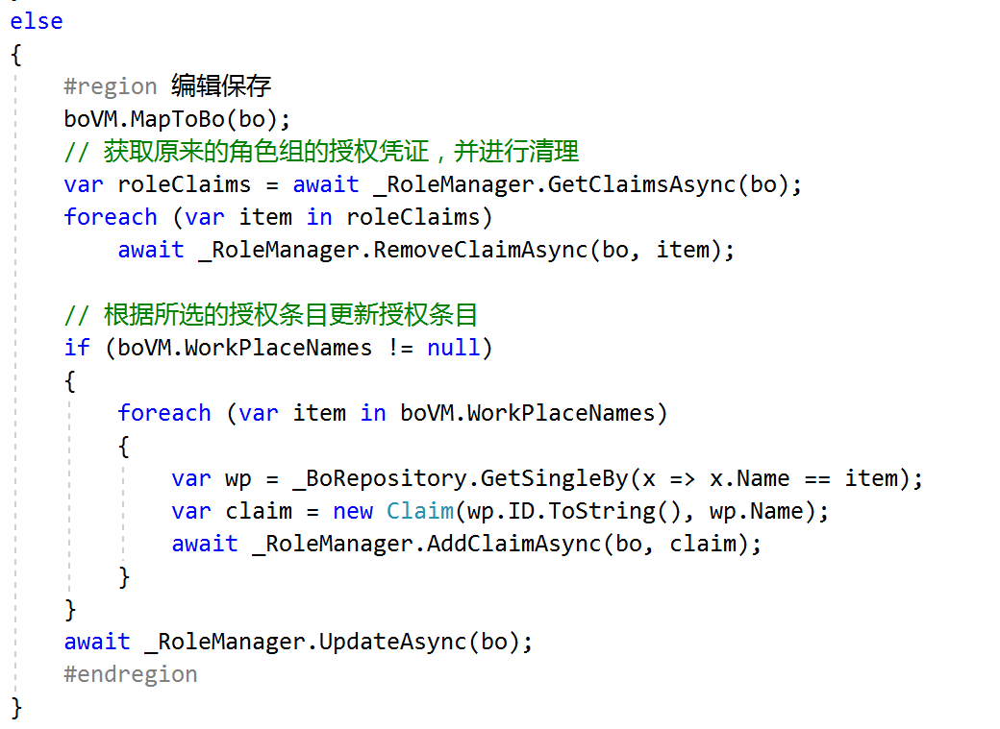 else
{
#region 编辑保存
boVM.MapToBo(bo);
// 获取原来的角色组的授权凭证，并进行清理
var roleClaims = await _RoleManager.GetClaimsAsync(bo);
foreach (var item in roleClaims)
await _RoleManager.RemoveClaimAsync(bo, item);
// 根据所选的授权条目更新授权条目
if (boVM.WorkPlaceNames != null)
{
foreach (var item in boVM.WorkPlaceNames)
{
var wp = _BoRepository.GetSingleBy(x => x.Name == item);
var claim = new Claim(wp.ID.ToString(), wp.Name);
await _RoleManager.AddClaimAsync(bo, claim);
}
}
await _RoleManager.UpdateAsync(bo);
#endregion
}